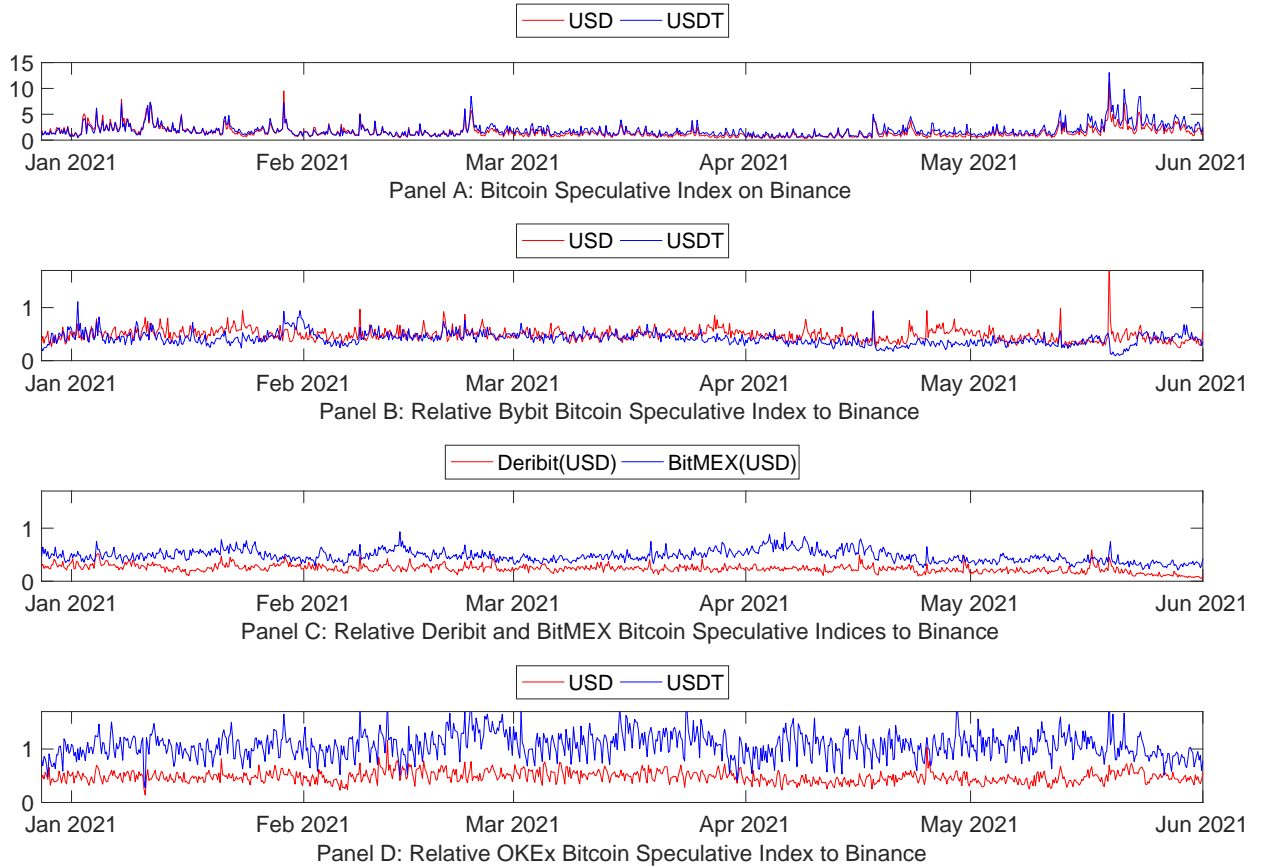 USD USDT
15
10
5
0
Jan 2021 Feb 2021 Mar 2021 Apr 2021 May 2021 Jun 2021
Panel A: Bitcoin Speculative Index on Binance
USD USDT
1
0
Jan 2021 Feb 2021 Mar 2021 Apr 2021 May 2021 Jun 2021
Panel B: Relative Bybit Bitcoin Speculative Index to Binance
Deribit(USD) BitMEX(USD)
1
0
Jan 2021 Feb 2021 Mar 2021 Apr 2021 May 2021 Jun 2021
Panel C: Relative Deribit and BitMEX Bitcoin Speculative Indices to Binance
USD USDT
1
0
Jan 2021 Feb 2021 Mar 2021 Apr 2021 May 2021 Jun 2021
Panel D: Relative OKEx Bitcoin Speculative Index to Binance